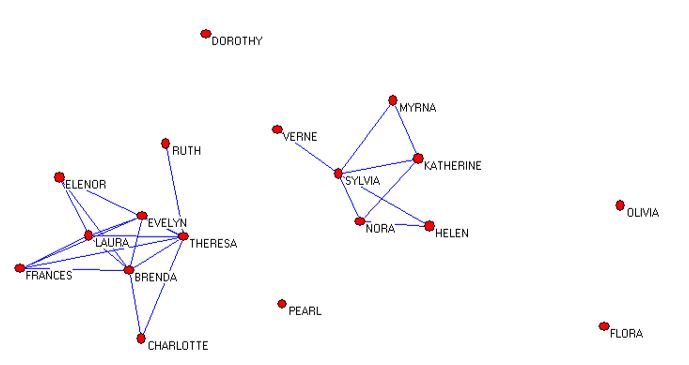 DOROTHY
MYRNA
VERNE
RUTH
KATHERINE
SYLVIA
ELENOR
OLIVIA
EVELYN
NORA
HELEN
LAURA
THERESA
FRANCES
BRENDA
PEARL
FLORA
CHARLOTTE